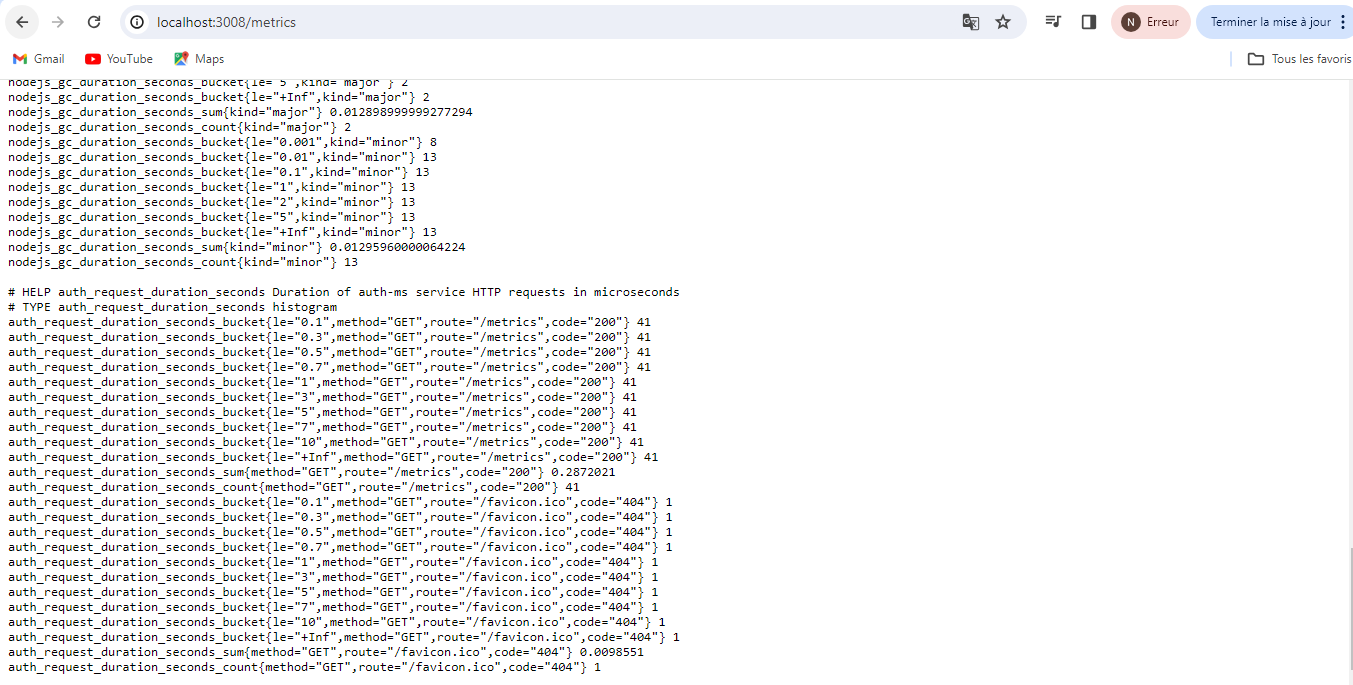 localhost:3008/metrics
N
Erreur
Terminer la mise à jour
Gmail
YouTube
Maps
Tous les favoris
nodejs_gc_duration_seconds_bucket{le="5",kind="major"} 2
nodejs_gc_duration_seconds_bucket{le="+Inf",kind="major"} 2
nodejs_gc_duration_seconds_sum{kind="major"} 0.012898999999277294
nodejs_gc_duration_seconds_count{kind="major"} 2
nodejs_gc_duration_seconds_bucket{le="0.001",kind="minor"} 8
nodejs_gc_duration_seconds_bucket{le="0.01",kind="minor"} 13
nodejs_gc_duration_seconds_bucket{le="0.1",kind="minor"} 13
nodejs_gc_duration_seconds_bucket{le="1",kind="minor"} 13
nodejs_gc_duration_seconds_bucket{le="2",kind="minor"} 13
nodejs_gc_duration_seconds_bucket{le="5",kind="minor"} 13
nodejs_gc_duration_seconds_bucket{le="+Inf",kind="minor"} 13
nodejs_gc_duration_seconds_sum{kind="minor"} 0.01295960000064224
nodejs_gc_duration_seconds_count{kind="minor"} 13
# HELP auth_request_duration_seconds Duration of auth-ms service HTTP requests in microseconds
# TYPE auth_request_duration_seconds histogram
auth_request_duration_seconds_bucket{le="0.1",method="GET",route="/metrics",code="200"} 41
auth_request_duration_seconds_bucket{le="0.3",method="GET",route="/metrics",code="200"} 41
auth_request_duration_seconds_bucket{le="0.5",method="GET",route="/metrics",code="200"} 41
auth_request_duration_seconds_bucket{le="0.7",method="GET",route="/metrics",code="200"} 41
auth_request_duration_seconds_bucket{le="1",method="GET",route="/metrics",code="200"} 41
auth_request_duration_seconds_bucket{le="3",method="GET",route="/metrics",code="200"} 41
auth_request_duration_seconds_bucket{le="5",method="GET",route="/metrics",code="200"} 41
auth_request_duration_seconds_bucket{le="7",method="GET",route="/metrics",code="200"} 41
auth_request_duration_seconds_bucket{le="10",method="GET",route="/metrics",code="200"} 41
auth_request_duration_seconds_bucket{le="+Inf",method="GET",route="/metrics",code="200"} 41
auth_request_duration_seconds_sum{method="GET",route="/metrics",code="200"} 0.2872021
auth_request_duration_seconds_count{method="GET",route="/metrics",code="200"} 41
auth_request_duration_seconds_bucket{le="0.1",method="GET",route="/favicon.ico",code="404"} 1
auth_request_duration_seconds_bucket{le="0.3",method="GET",route="/favicon.ico",code="404"} 1
auth_request_duration_seconds_bucket{le="0.5",method="GET",route="/favicon.ico",code="404"} 1
auth_request_duration_seconds_bucket{le="0.7",method="GET",route="/favicon.ico",code="404"} 1
auth_request_duration_seconds_bucket{le="1",method="GET",route="/favicon.ico",code="404"} 1
auth_request_duration_seconds_bucket{le="3",method="GET",route="/favicon.ico",code="404"} 1
auth_request_duration_seconds_bucket{le="5",method="GET",route="/favicon.ico",code="404"} 1
auth_request_duration_seconds_bucket{le="7",method="GET",route="/favicon.ico",code="404"} 1
auth_request_duration_seconds_bucket{le="10",method="GET",route="/favicon.ico",code="404"} 1
auth_request_duration_seconds_bucket{le="+Inf",method="GET",route="/favicon.ico",code="404"} 1
auth_request_duration_seconds_sum{method="GET",route="/favicon.ico",code="404"} 0.0098551
auth_request_duration_seconds_count{method="GET",route="/favicon.ico",code="404"} 1